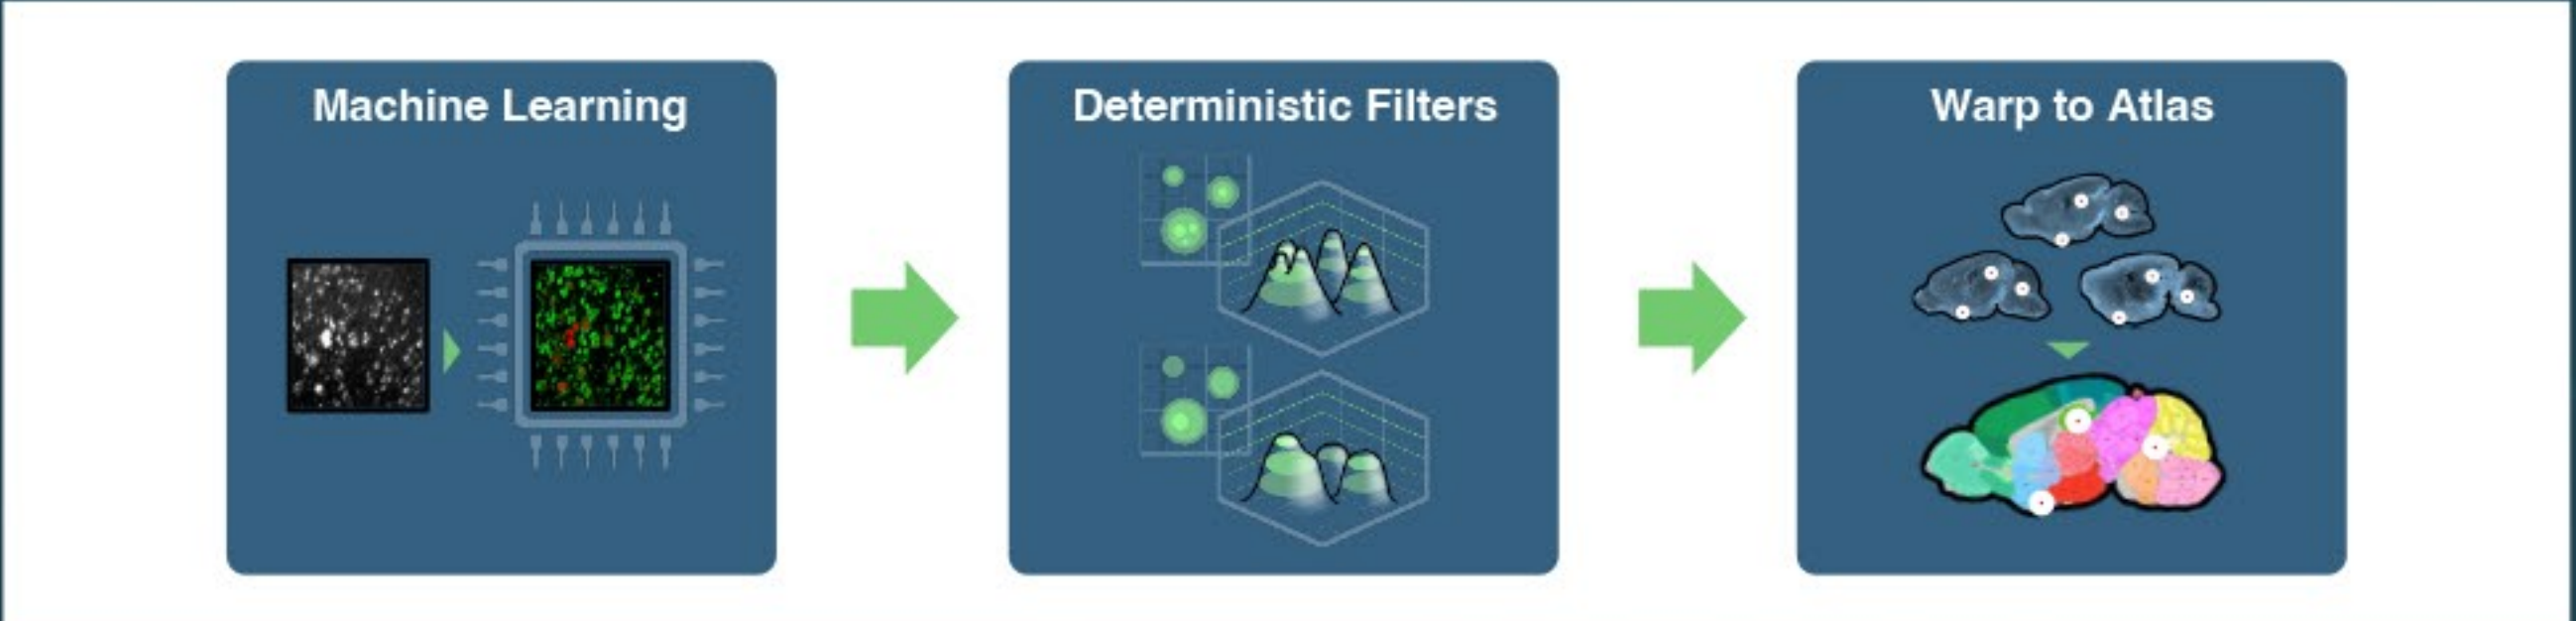 Machine Learning
Deterministic Filters
Warp to Atlas